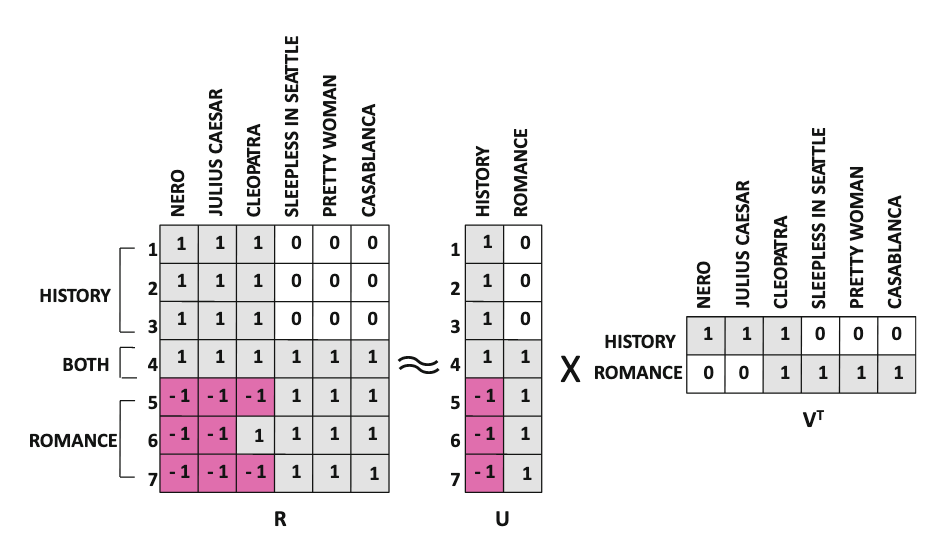 NERO JULIUS CAESAR CLEOPATRA SLEEPLESS IN SEATTLE PRETTY WOMAN CASABLANCA
1 1 1 1 0 0 0
2 1 1 1 0 0 0
3 1 1 1 0 0 0
4 1 1 1 1 1 1
5 -1 -1 -1 1 1 1
6 -1 -1 1 1 1 1
7 -1 -1 -1 1 1 1
HISTORY
BOTH
ROMANCE
R
≈
HISTORY ROMANCE
1 1 0
2 1 0
3 1 0
4 1 1
5 -1 1
6 -1 1
7 -1 1
U
X
NERO JULIUS CAESAR CLEOPATRA SLEEPLESS IN SEATTLE PRETTY WOMAN CASABLANCA
HISTORY 1 1 1 0 0 0
ROMANCE 0 0 1 1 1 1
Vᵀ